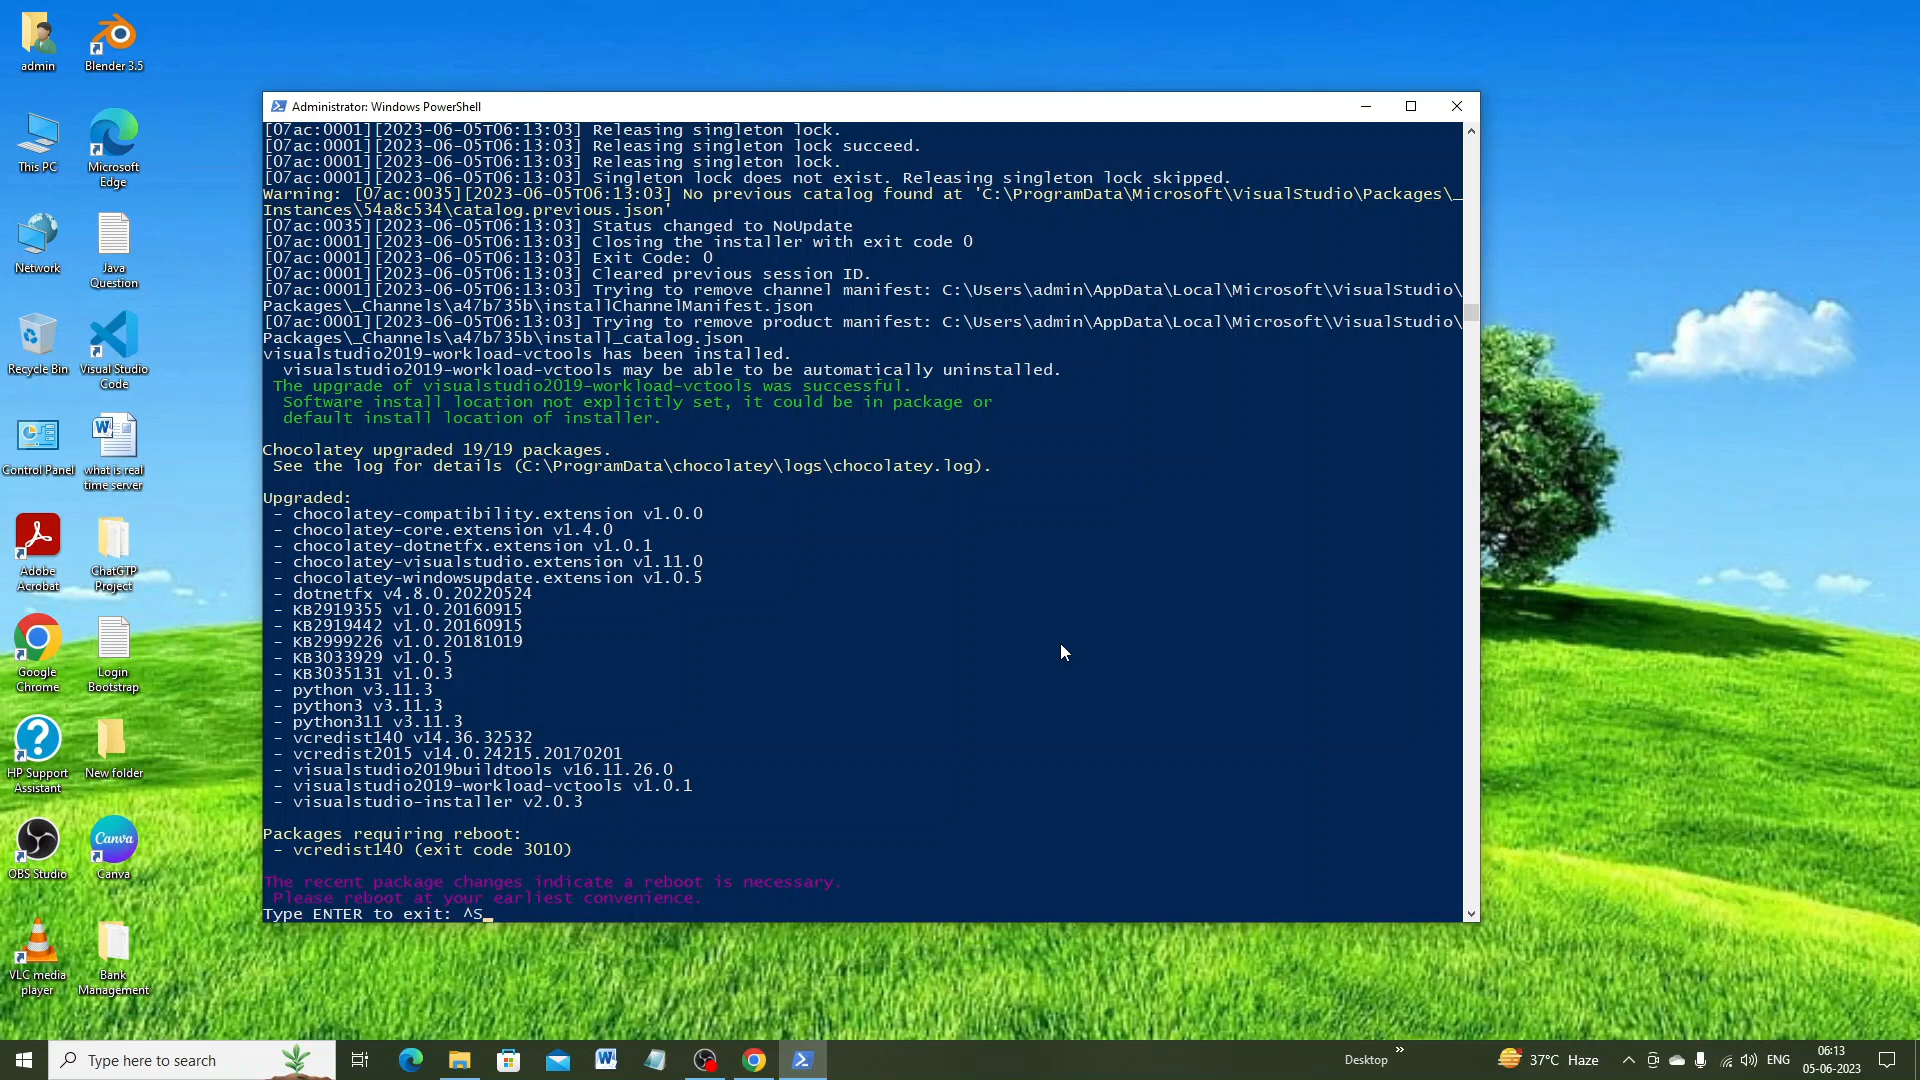 admin
Blender 3.5
This PC
Microsoft
Edge
Network
Java
Question
Recycle Bin
Visual Studio
Code
Control Panel
what is real
time server
Adobe
Acrobat
ChatGTP
Project
Google
Chrome
Login
Bootstrap
HP Support
Assistant
New folder
OBS Studio
Canva
Canva
VLC media
player
Bank
Management
Administrator: Windows PowerShell
[07ac:0001][2023-06-05T06:13:03] Releasing singleton lock.
[07ac:0001][2023-06-05T06:13:03] Releasing singleton lock succeed.
[07ac:0001][2023-06-05T06:13:03] Releasing singleton lock.
[07ac:0001][2023-06-05T06:13:03] Singleton lock does not exist. Releasing singleton lock skipped.
Warning: [07ac:0035][2023-06-05T06:13:03] No previous catalog found at 'C:\ProgramData\Microsoft\VisualStudio\Packages\_
Instances\54a8c534\catalog.previous.json'
[07ac:0035][2023-06-05T06:13:03] Status changed to NoUpdate
[07ac:0001][2023-06-05T06:13:03] Closing the installer with exit code 0
[07ac:0001][2023-06-05T06:13:03] Exit Code: 0
[07ac:0001][2023-06-05T06:13:03] Cleared previous session ID.
[07ac:0001][2023-06-05T06:13:03] Trying to remove channel manifest: C:\Users\admin\AppData\Local\Microsoft\VisualStudio\
Packages\_Channels\a47b735b\installChannelManifest.json
[07ac:0001][2023-06-05T06:13:03] Trying to remove product manifest: C:\Users\admin\AppData\Local\Microsoft\VisualStudio\
Packages\_Channels\a47b735b\install_catalog.json
visualstudio2019-workload-vctools has been installed.
visualstudio2019-workload-vctools may be able to be automatically uninstalled.
The upgrade of visualstudio2019-workload-vctools was successful.
Software install location not explicitly set, it could be in package or
default install location of installer.
Chocolatey upgraded 19/19 packages.
See the log for details (C:\ProgramData\chocolatey\logs\chocolatey.log).
Upgraded:
- chocolatey-compatibility.extension v1.0.0
- chocolatey-core.extension v1.4.0
- chocolatey-dotnetfx.extension v1.0.1
- chocolatey-visualstudio.extension v1.11.0
- chocolatey-windowsupdate.extension v1.0.5
- dotnetfx v4.8.0.20220524
- KB2919355 v1.0.20160915
- KB2919442 v1.0.20160915
- KB2999226 v1.0.20181019
- KB3033929 v1.0.5
- KB3035131 v1.0.3
- python v3.11.3
- python3 v3.11.3
- python311 v3.11.3
- vcredist140 v14.36.32532
- vcredist2015 v14.0.24215.20170201
- visualstudio2019buildtools v16.11.26.0
- visualstudio2019-workload-vctools v1.0.1
- visualstudio-installer v2.0.3
Packages requiring reboot:
- vcredist140 (exit code 3010)
The recent package changes indicate a reboot is necessary.
Please reboot at your earliest convenience.
Type ENTER to exit: ^S_
Type here to search
Desktop
37°C Haze
ENG
06:13
05-06-2023